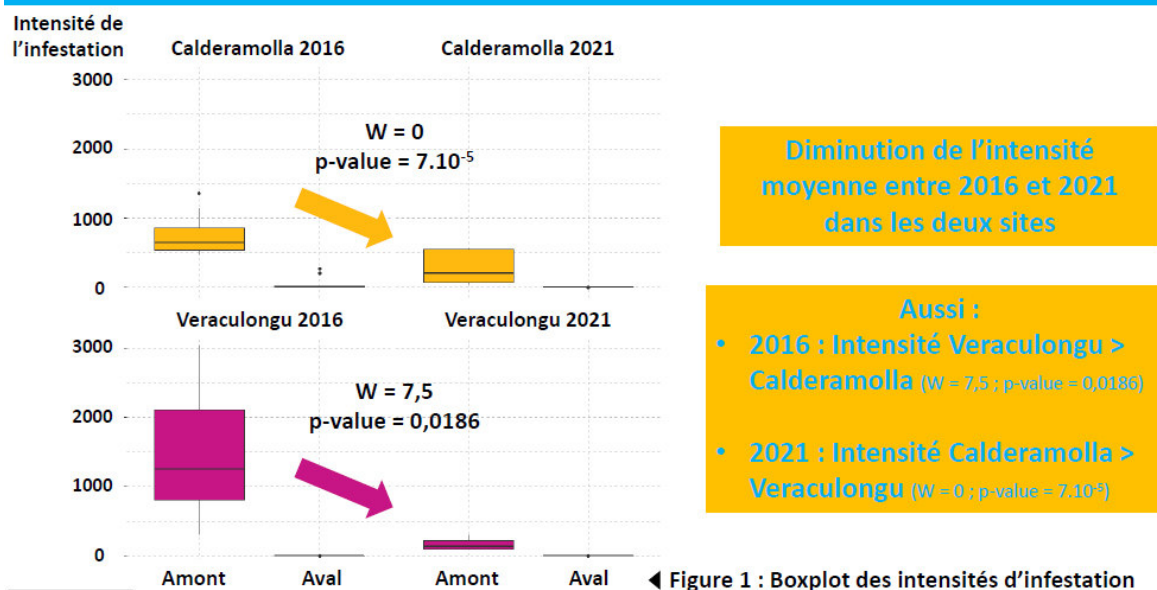 Intensité de
l'infestation
Calderamolla 2016
Calderamolla 2021
3000
2000
1000
0
W = 0
p-value = 7.10⁻⁵
Veraculongu 2016
Veraculongu 2021
3000
2000
1000
0
W = 7,5
p-value = 0,0186
Amont
Aval
Amont
Aval
Diminution de l'intensité
moyenne entre 2016 et 2021
dans les deux sites
Aussi :
• 2016 : Intensité Veraculongu >
Calderamolla (W = 7,5 ; p-value = 0,0186)
• 2021 : Intensité Calderamolla >
Veraculongu (W = 0 ; p-value = 7.10⁻⁵)
◀ Figure 1 : Boxplot des intensités d'infestation